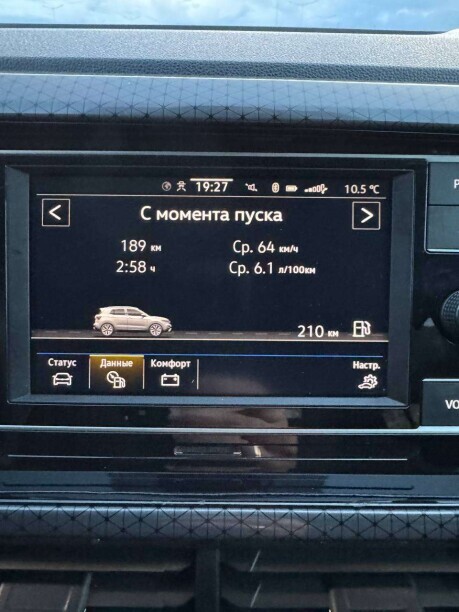 19:27 10.5 °C
С момента пуска
189 км Ср. 64 км/ч
2:58 ч Ср. 6.1 л/100км
210 км
Статус Данные Комфорт Настр.
VO